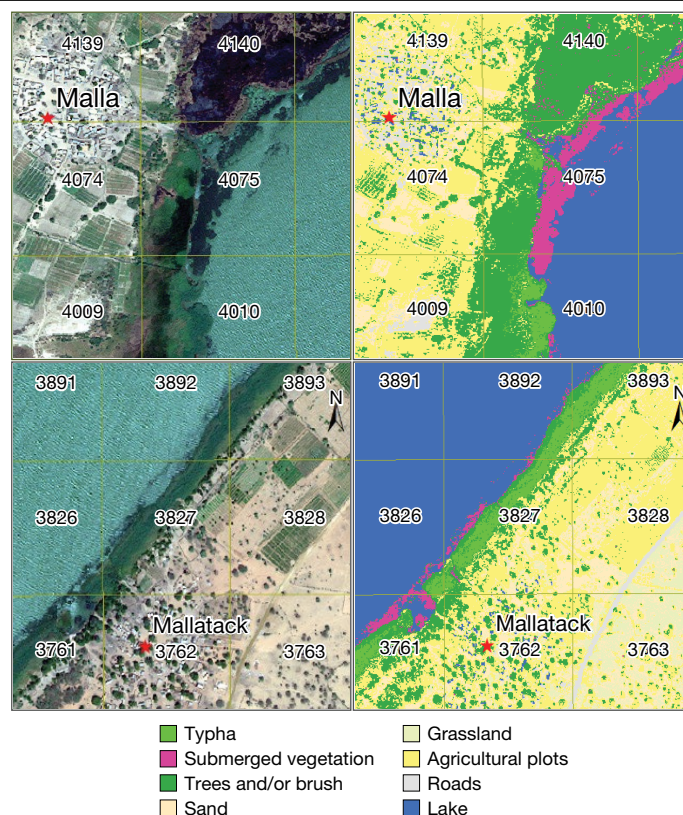 4139 4140
Malla
4074 4075
4009 4010
4139 4140
Malla
4074 4075
4009 4010
3891 3892 3893
N
3826 3827 3828
Mallatack
3761 3762 3763
3891 3892 3893
N
3826 3827 3828
Mallatack
3761 3762 3763
Typha
Submerged vegetation
Trees and/or brush
Sand
Grassland
Agricultural plots
Roads
Lake